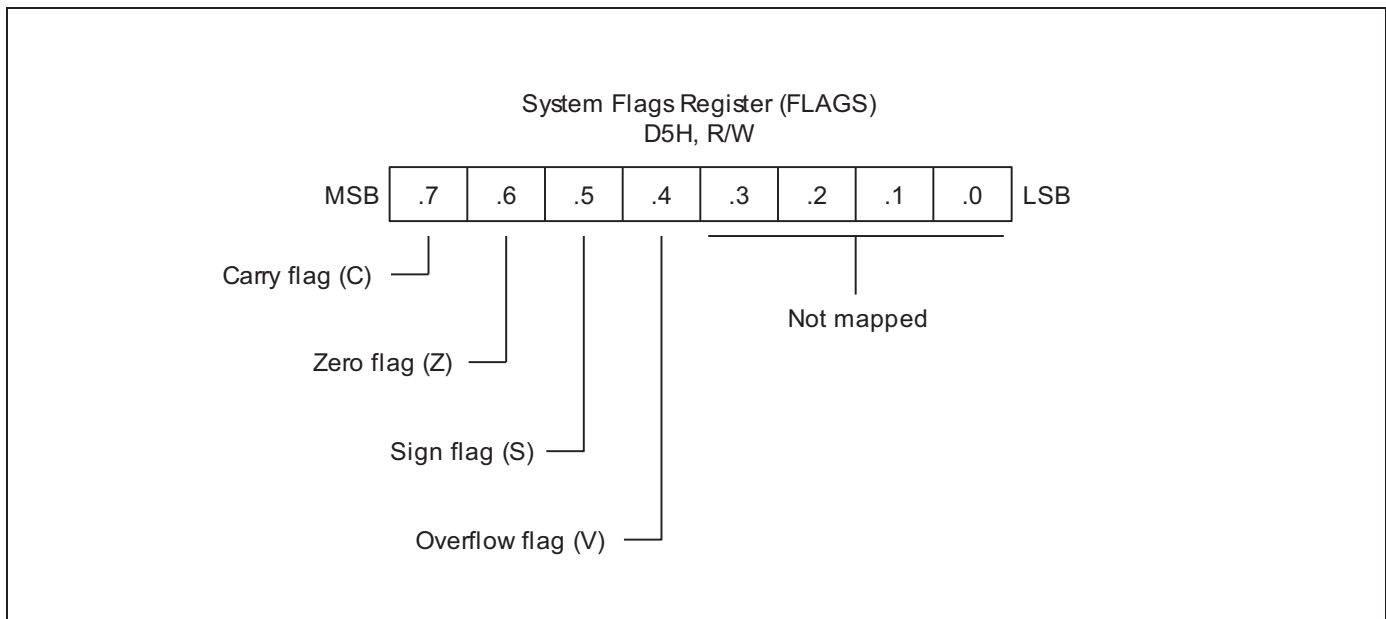 System Flags Register (FLAGS)
D5H, R/W
MSB .7 .6 .5 .4 .3 .2 .1 .0 LSB
Carry flag (C)
Not mapped
Zero flag (Z)
Sign flag (S)
Overflow flag (V)